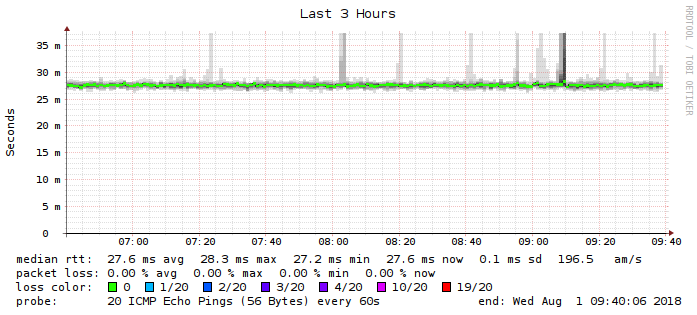 Last 3 Hours
RRDTOOL / TOBI OETIKER
Seconds
35 m
30 m
25 m
20 m
15 m
10 m
5 m
0
07:00 07:20 07:40 08:00 08:20 08:40 09:00 09:20 09:40
median rtt: 27.6 ms avg 28.3 ms max 27.2 ms min 27.6 ms now 0.1 ms sd 196.5 am/s
packet loss: 0.00 % avg 0.00 % max 0.00 % min 0.00 % now
loss color: 0 1/20 2/20 3/20 4/20 10/20 19/20
probe: 20 ICMP Echo Pings (56 Bytes) every 60s end: Wed Aug 1 09:40:06 2018